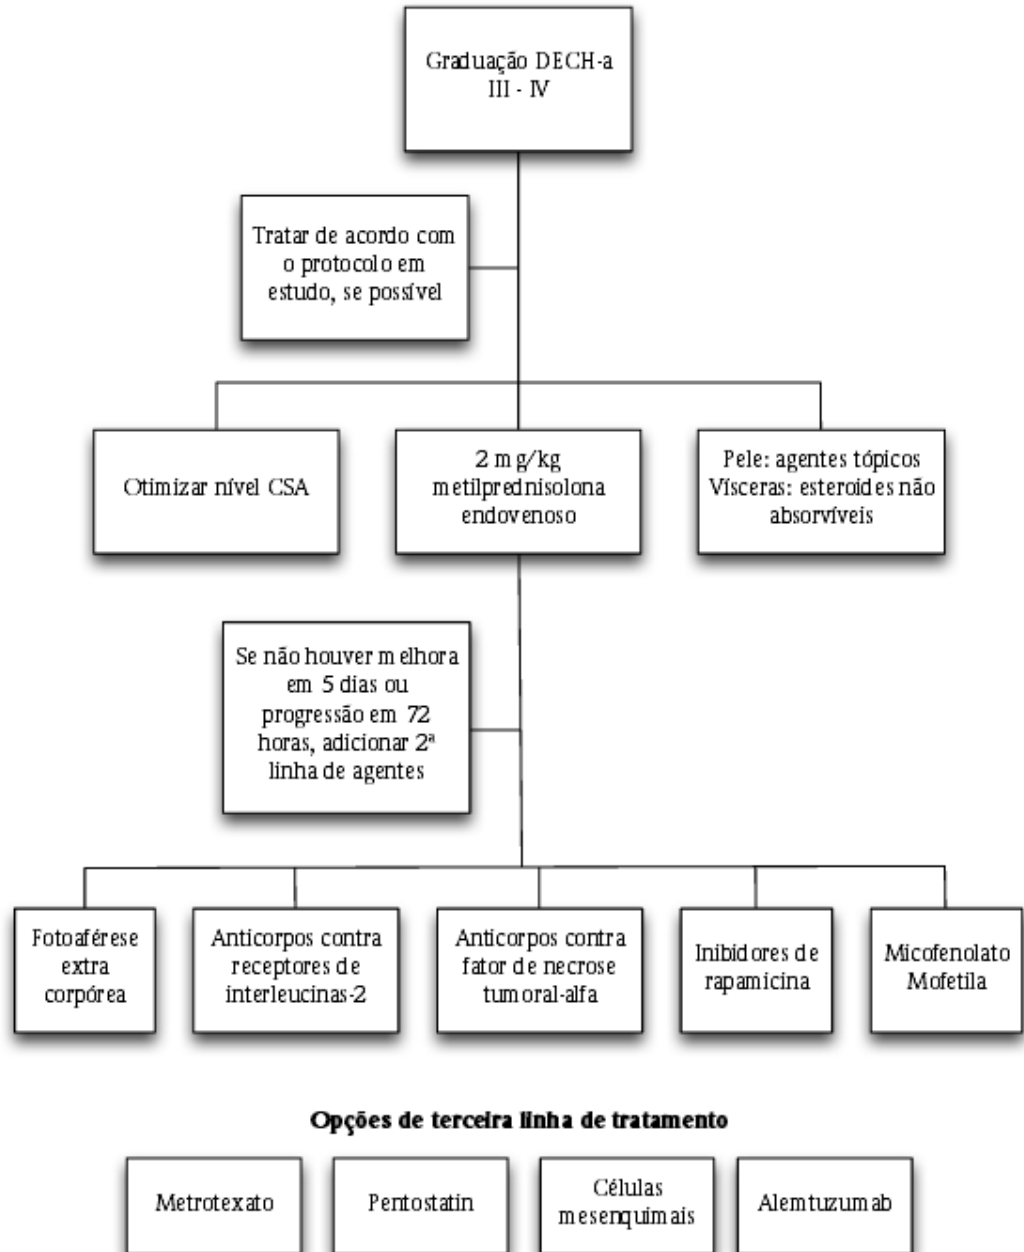 Graduação DECH-a
III - IV
Tratar de acordo com
o protocolo em
estudo, se possível
Otimizar nível CSA
2 mg/kg
metilprednisolona
endovenoso
Pele: agentes tópicos
Vísceras: esteroides não
absorvíveis
Se não houver melhora
em 5 dias ou
progressão em 72
horas, adicionar 2ª
linha de agentes
Fotoaférese
extra
corpórea
Anticorpos contra
receptores de
interleucinas-2
Anticorpos contra
fator de necrose
tumoral-alfa
Inibidores de
rapamicina
Micofenolato
Mofetila
Opções de terceira linha de tratamento
Metrotexato
Pentostatin
Células
mesenquimais
Alemtuzumab